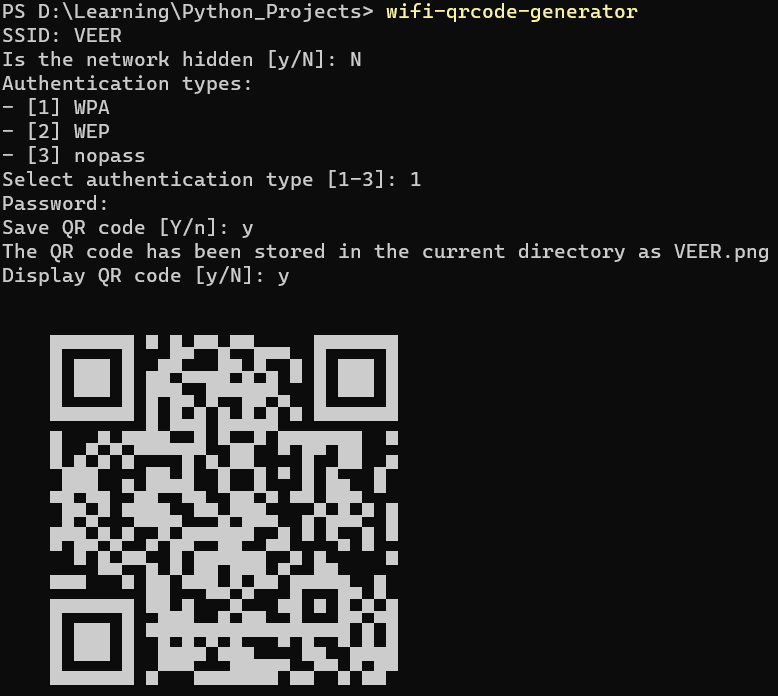 PS D:\Learning\Python_Projects> wifi-qrcode-generator
SSID: VEER
Is the network hidden [y/N]: N
Authentication types:
- [1] WPA
- [2] WEP
- [3] nopass
Select authentication type [1-3]: 1
Password:
Save QR code [Y/n]: y
The QR code has been stored in the current directory as VEER.png
Display QR code [y/N]: y